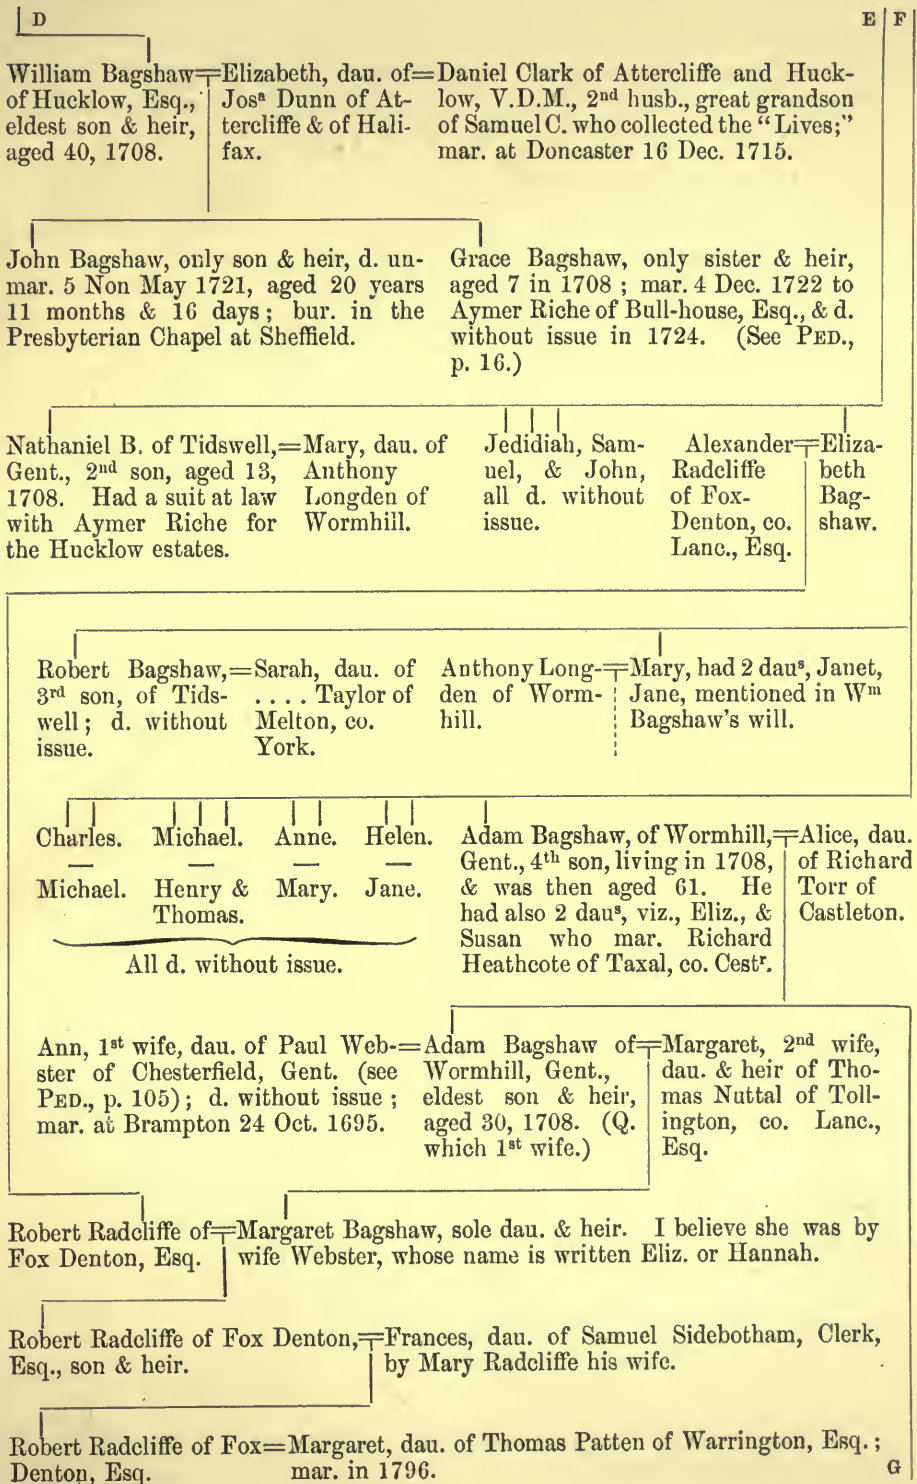 D
E F
William Bagshaw=Elizabeth, dau. of=Daniel Clark of Attercliffe and Huck-
of Hucklow, Esq., Josª Dunn of At- low, V.D.M., 2nd husb., great grandson
eldest son & heir, tercliffe & of Hali- of Samuel C. who collected the “Lives;”
aged 40, 1708. fax. mar. at Doncaster 16 Dec. 1715.
John Bagshaw, only son & heir, d. un-
mar. 5 Non May 1721, aged 20 years
11 months & 16 days; bur. in the
Presbyterian Chapel at Sheffield.
Grace Bagshaw, only sister & heir,
aged 7 in 1708; mar. 4 Dec. 1722 to
Aymer Riche of Bull-house, Esq., & d.
without issue in 1724. (See PED.,
p. 16.)
Nathaniel B. of Tidswell,=Mary, dau. of
Gent., 2nd son, aged 13, Anthony
1708. Had a suit at law Longden of
with Aymer Riche for Wormhill.
the Hucklow estates.
Jedidiah, Sam-
uel, & John,
all d. without
issue.
Alexander=Eliza-
Radcliffe beth
of Fox- Bag-
Denton, co. shaw.
Lanc., Esq.
Robert Bagshaw,=Sarah, dau. of
3rd son, of Tids- .... Taylor of
well; d. without Melton, co.
issue. York.
Anthony Long-=Mary, had 2 dauˢ, Janet,
den of Worm- Jane, mentioned in Wᵐ
hill. Bagshaw's will.
Charles. Michael. Anne. Helen.
— — — —
Michael. Henry & Mary. Jane.
Thomas.
All d. without issue.
Adam Bagshaw, of Wormhill,=Alice, dau.
Gent., 4th son, living in 1708, of Richard
& was then aged 61. He Torr of
had also 2 dauˢ, viz., Eliz., & Castleton.
Susan who mar. Richard
Heathcote of Taxal, co. Cestʳ.
Ann, 1st wife, dau. of Paul Web-=Adam Bagshaw of=Margaret, 2nd wife,
ster of Chesterfield, Gent. (see Wormhill, Gent., dau. & heir of Tho-
PED., p. 105); d. without issue; eldest son & heir, mas Nuttal of Toll-
mar. at Brampton 24 Oct. 1695. aged 30, 1708. (Q. ington, co. Lanc.,
which 1st wife.) Esq.
Robert Radcliffe of=Margaret Bagshaw, sole dau. & heir. I believe she was by
Fox Denton, Esq. wife Webster, whose name is written Eliz. or Hannah.
Robert Radcliffe of Fox Denton,=Frances, dau. of Samuel Sidebotham, Clerk,
Esq., son & heir. by Mary Radcliffe his wife.
Robert Radcliffe of Fox=Margaret, dau. of Thomas Patten of Warrington, Esq.;
Denton, Esq. mar. in 1796.
G